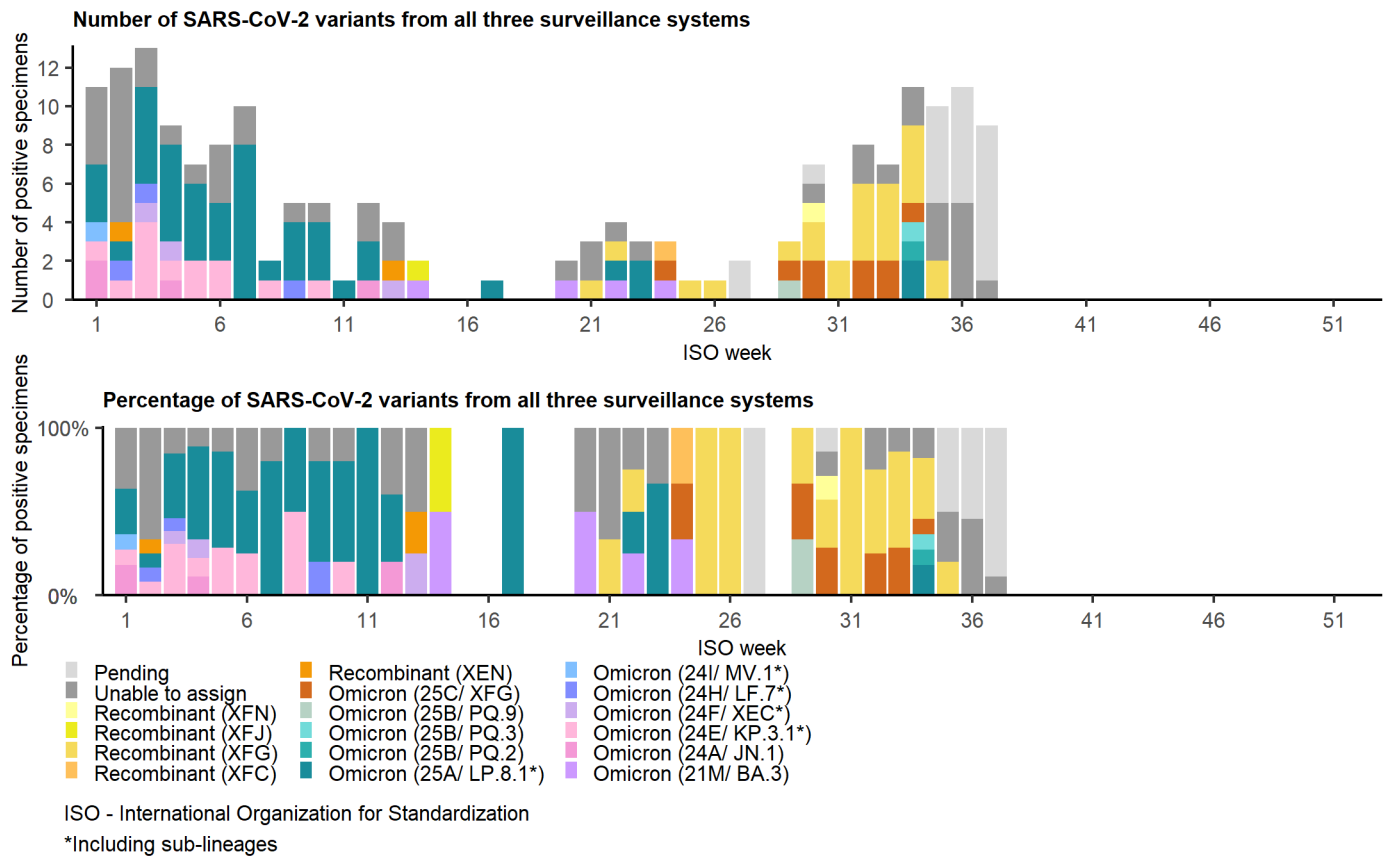 Number of SARS-CoV-2 variants from all three surveillance systems
Number of positive specimens
12
10
8
6
4
2
0
1 6 11 16 21 26 31 36 41 46 51
ISO week
Percentage of SARS-CoV-2 variants from all three surveillance systems
Percentage of positive specimens
100%
0%
1 6 11 16 21 26 31 36 41 46 51
ISO week
Pending
Unable to assign
Recombinant (XFN)
Recombinant (XFJ)
Recombinant (XFG)
Recombinant (XFC)
Recombinant (XEN)
Omicron (25C/ XFG)
Omicron (25B/ PQ.9)
Omicron (25B/ PQ.3)
Omicron (25B/ PQ.2)
Omicron (25A/ LP.8.1*)
Omicron (24I/ MV.1*)
Omicron (24H/ LF.7*)
Omicron (24F/ XEC*)
Omicron (24E/ KP.3.1*)
Omicron (24A/ JN.1)
Omicron (21M/ BA.3)
ISO - International Organization for Standardization
*Including sub-lineages